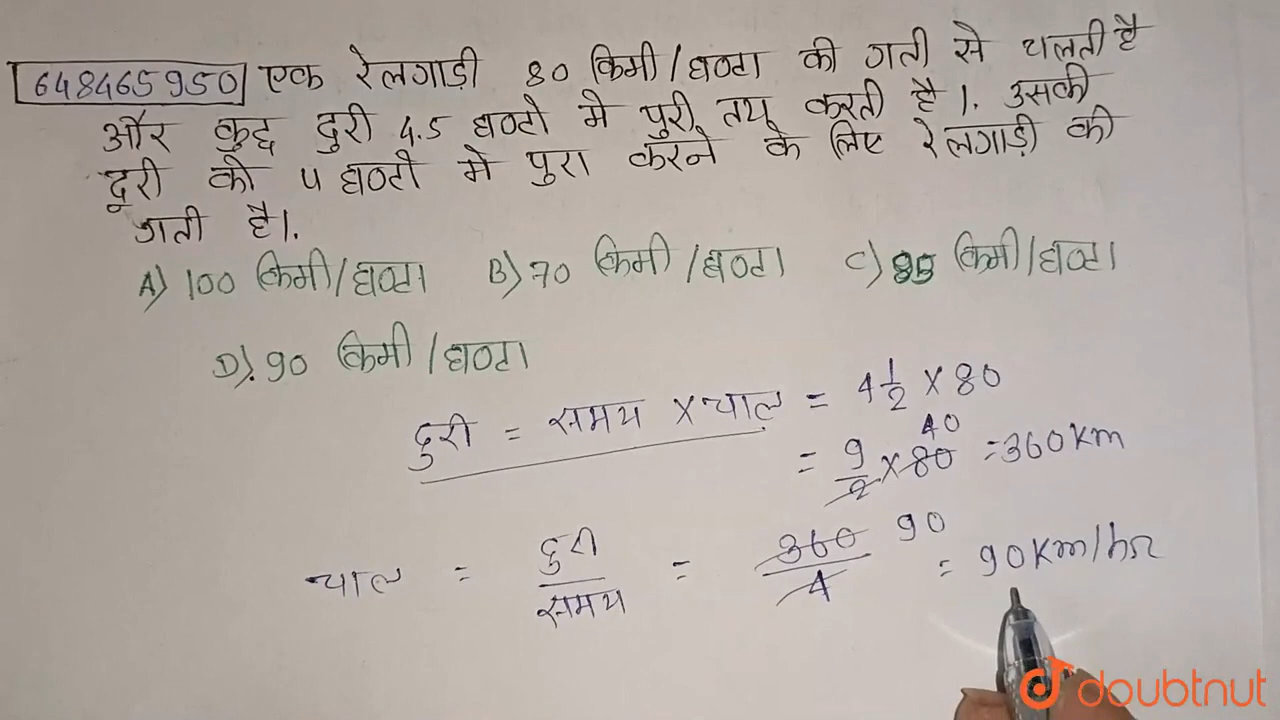 648465950 एक रेलगाड़ी 80 किमी/घण्टा की गती से चलती है
और कुछ दुरी 4.5 घण्टो मे पुरी तय करती है।. उसकी
दूरी को 4 घण्टो मे पुरा करने के लिए रेलगाड़ी की
गती है।.
A) 100 किमी/घण्टा B) 70 किमी/घण्टा C) 85 किमी/घण्टा
D). 90 किमी/घण्टा
दुरी = समय × चाल = 4 1/2 × 80
= 9/2 × 80 40 = 360 Km
चाल = दुरी/समय = 360/4 90 = 90 Km/hr
doubtnut